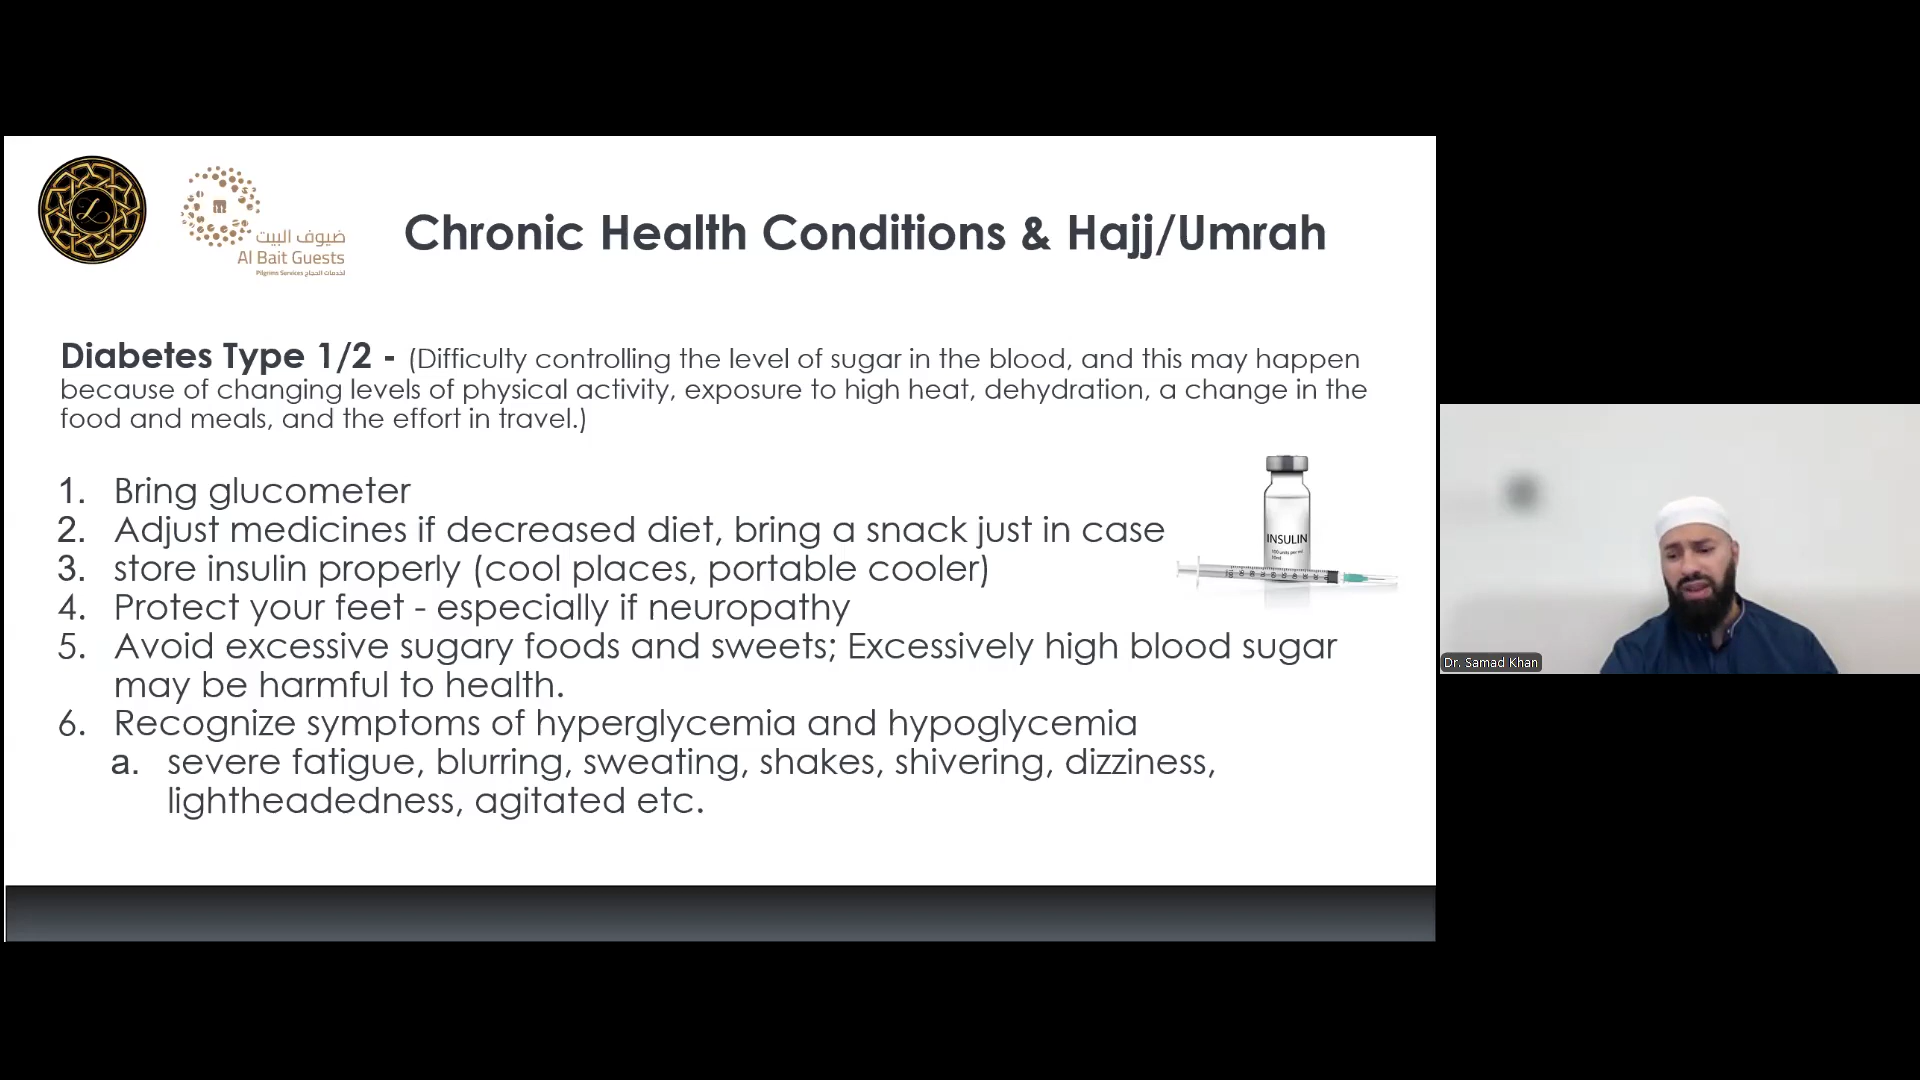 ضيوف البيت
Al Bait Guests
Pilgrims Services لخدمات الحجاج
Chronic Health Conditions & Hajj/Umrah
Diabetes Type 1/2 - (Difficulty controlling the level of sugar in the blood, and this may happen
because of changing levels of physical activity, exposure to high heat, dehydration, a change in the
food and meals, and the effort in travel.)
1. Bring glucometer
2. Adjust medicines if decreased diet, bring a snack just in case
3. store insulin properly (cool places, portable cooler)
4. Protect your feet - especially if neuropathy
5. Avoid excessive sugary foods and sweets; Excessively high blood sugar
may be harmful to health.
6. Recognize symptoms of hyperglycemia and hypoglycemia
a. severe fatigue, blurring, sweating, shakes, shivering, dizziness,
lightheadedness, agitated etc.
INSULIN
100 units per ml
Dr. Samad Khan